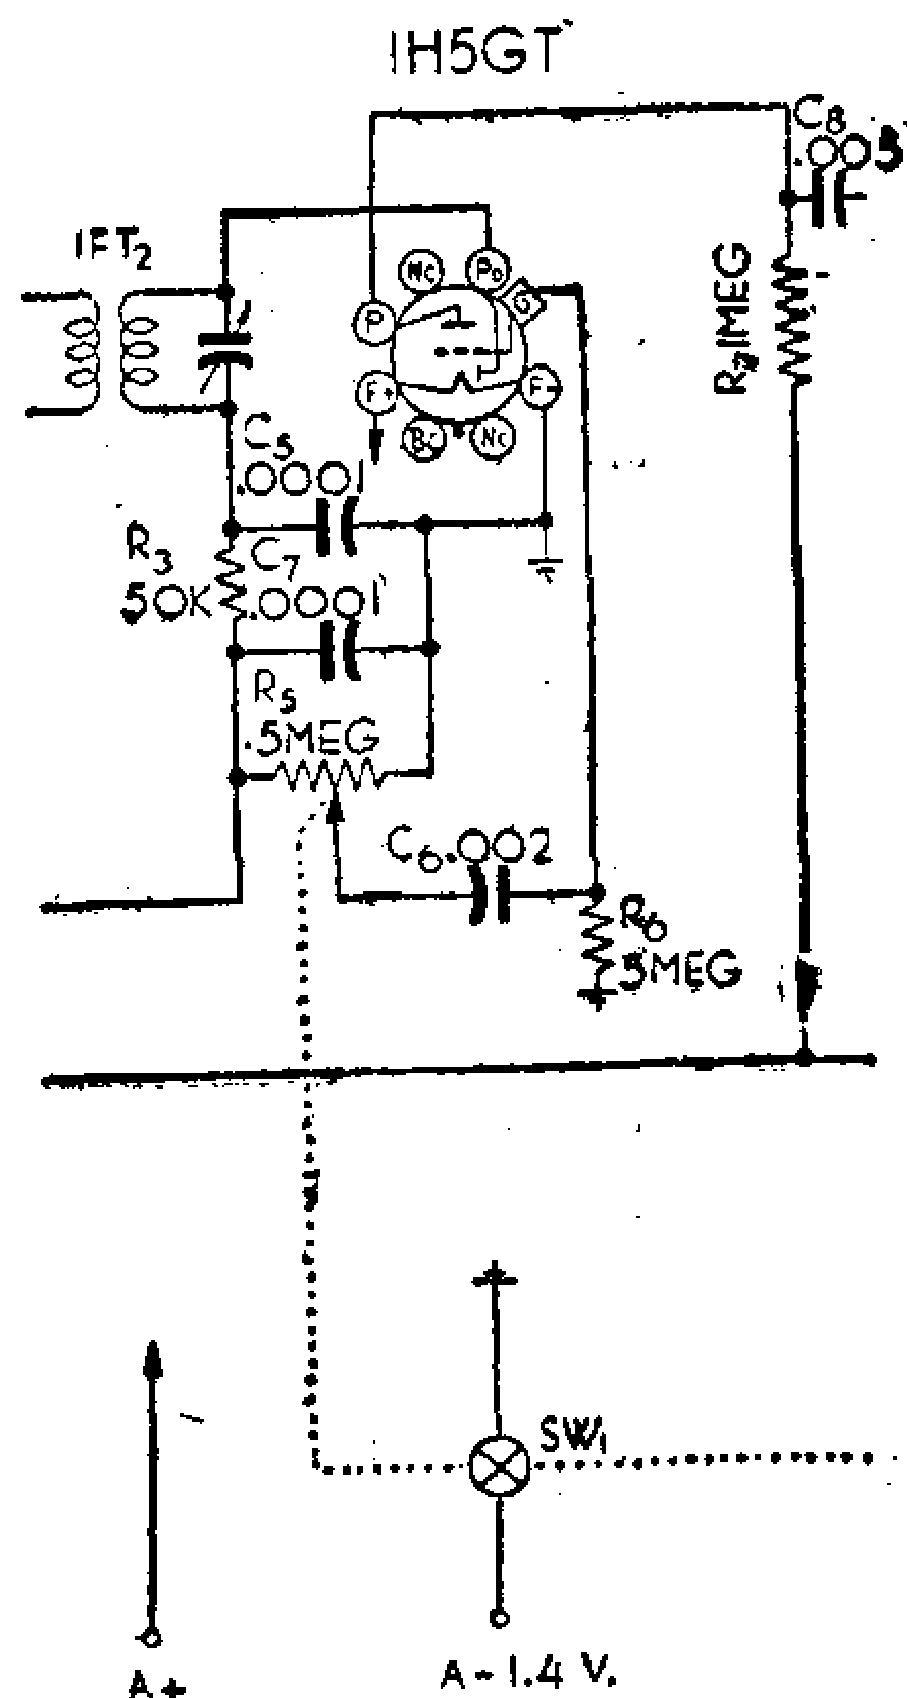 1H5GT
C8
.005
IFT2
NC
PD
G
P
R7 1MEG
F+
F-
NC
C5
.0001
R3
50K
C7
.0001
R5
.5MEG
C6 .002
R6
5MEG
SW1
A+
A-1.4 V.